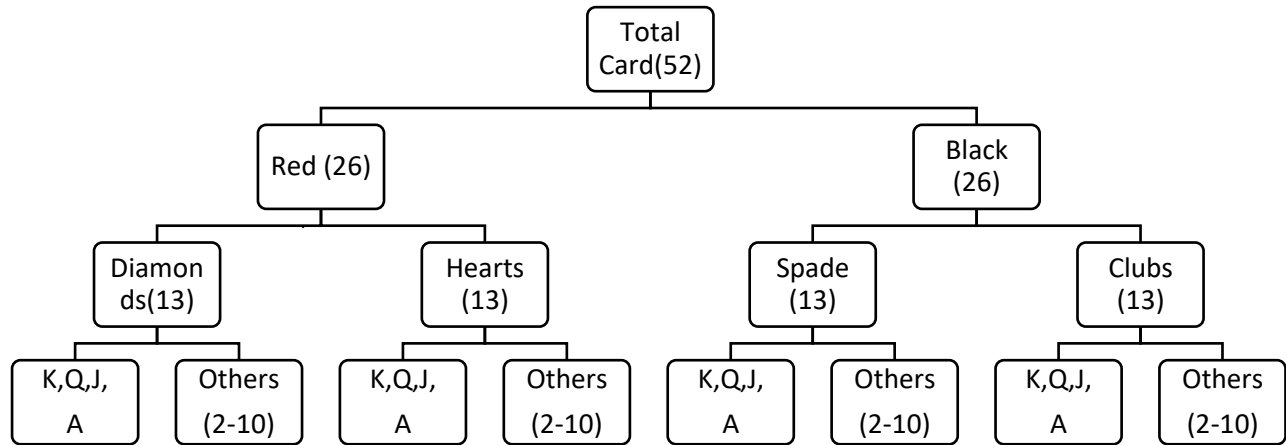 Total
Card(52)
Red (26)
Black
(26)
Diamon
ds(13)
Hearts
(13)
Spade
(13)
Clubs
(13)
K,Q,J,
A
Others
(2-10)
K,Q,J,
A
Others
(2-10)
K,Q,J,
A
Others
(2-10)
K,Q,J,
A
Others
(2-10)